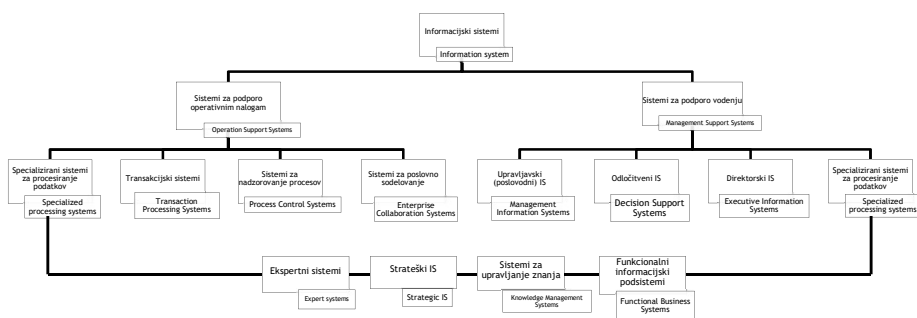 Informacijski sistemi
Information system
Sistemi za podporo
operativnim nalogam
Operation Support Systems
Sistemi za podporo vodenju
Management Support Systems
Specializirani sistemi
za procesiranje
podatkov
Specialized
processing systems
Transakcijski sistemi
Transaction
Processing Systems
Sistemi za
nadzorovanje procesov
Process Control Systems
Sistemi za poslovno
sodelovanje
Enterprise
Collaboration Systems
Upravljavski
(poslovodni) IS
Management
Information Systems
Odločitveni IS
Decision Support
Systems
Direktorski IS
Executive Information
Systems
Specializirani sistemi
za procesiranje
podatkov
Specialized
processing systems
Ekspertni sistemi
Expert systems
Strateški IS
Strategic IS
Sistemi za
upravljanje znanja
Knowledge Management
Systems
Funkcionalni
informacijski
podsistemi
Functional Business
Systems